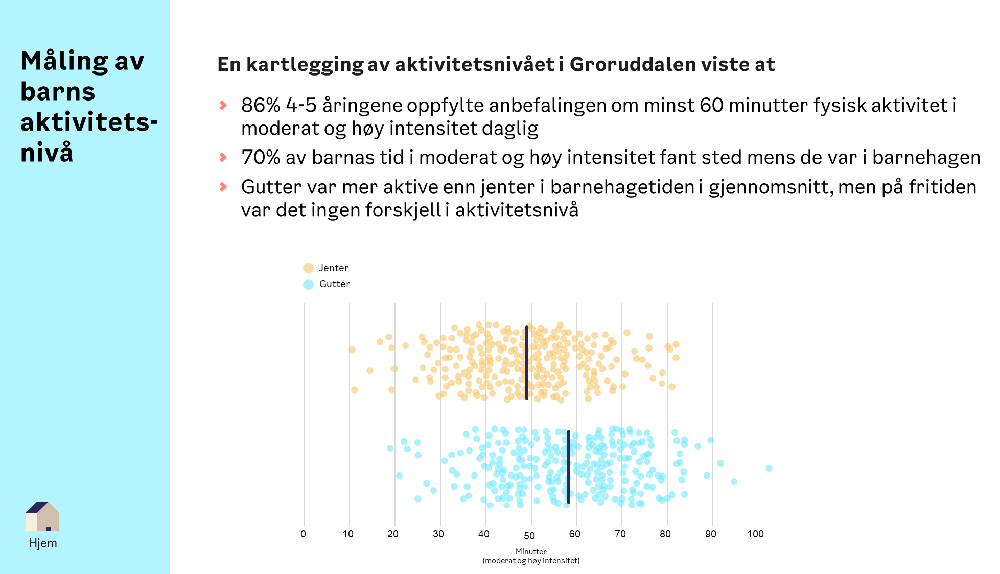 Måling av
barns
aktivitets-
nivå
En kartlegging av aktivitetsnivået i Groruddalen viste at
86% 4-5 åringene oppfylte anbefalingen om minst 60 minutter fysisk aktivitet i
moderat og høy intensitet daglig
70% av barnas tid i moderat og høy intensitet fant sted mens de var i barnehagen
Gutter var mer aktive enn jenter i barnehagetiden i gjennomsnitt, men på fritiden
var det ingen forskjell i aktivitetsnivå
Jenter
Gutter
0 10 20 30 40 50 60 70 80 90 100
Minutter
(moderat og høy intensitet)
Hjem